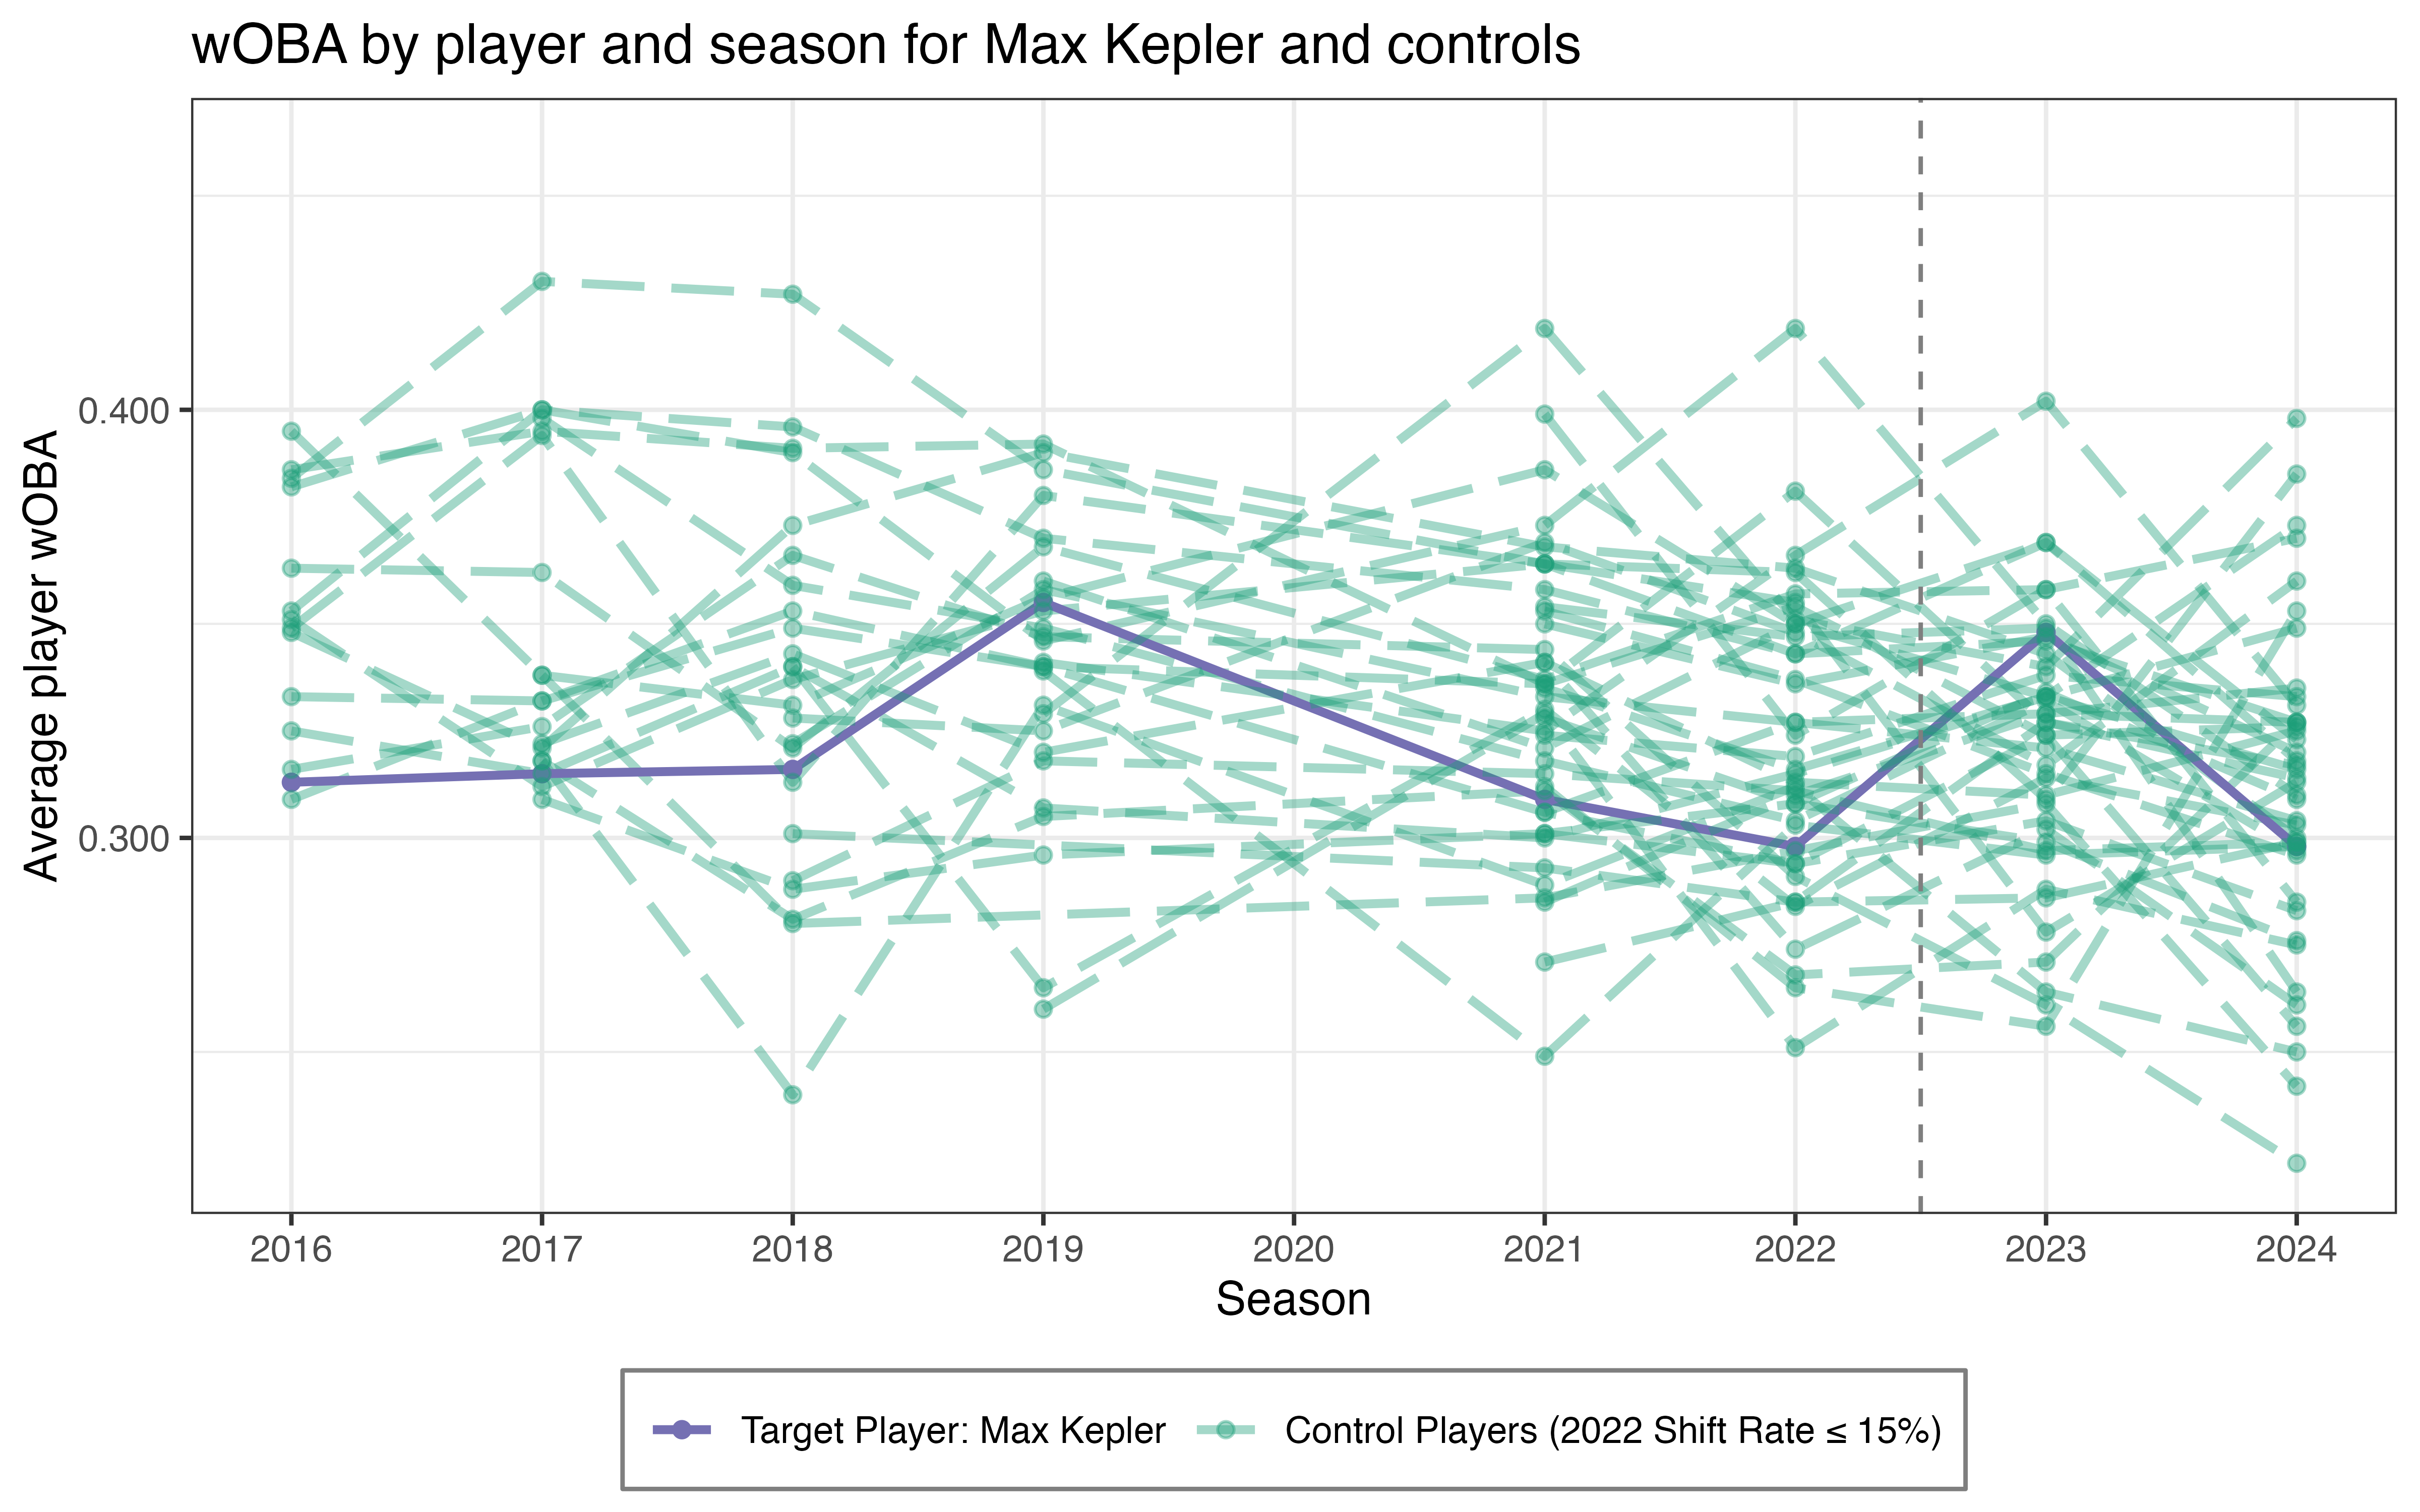 wOBA by player and season for Max Kepler and controls
Average player wOBA
0.400
0.300
2016 2017 2018 2019 2020 2021 2022 2023 2024
Season
Target Player: Max Kepler Control Players (2022 Shift Rate ≤ 15%)